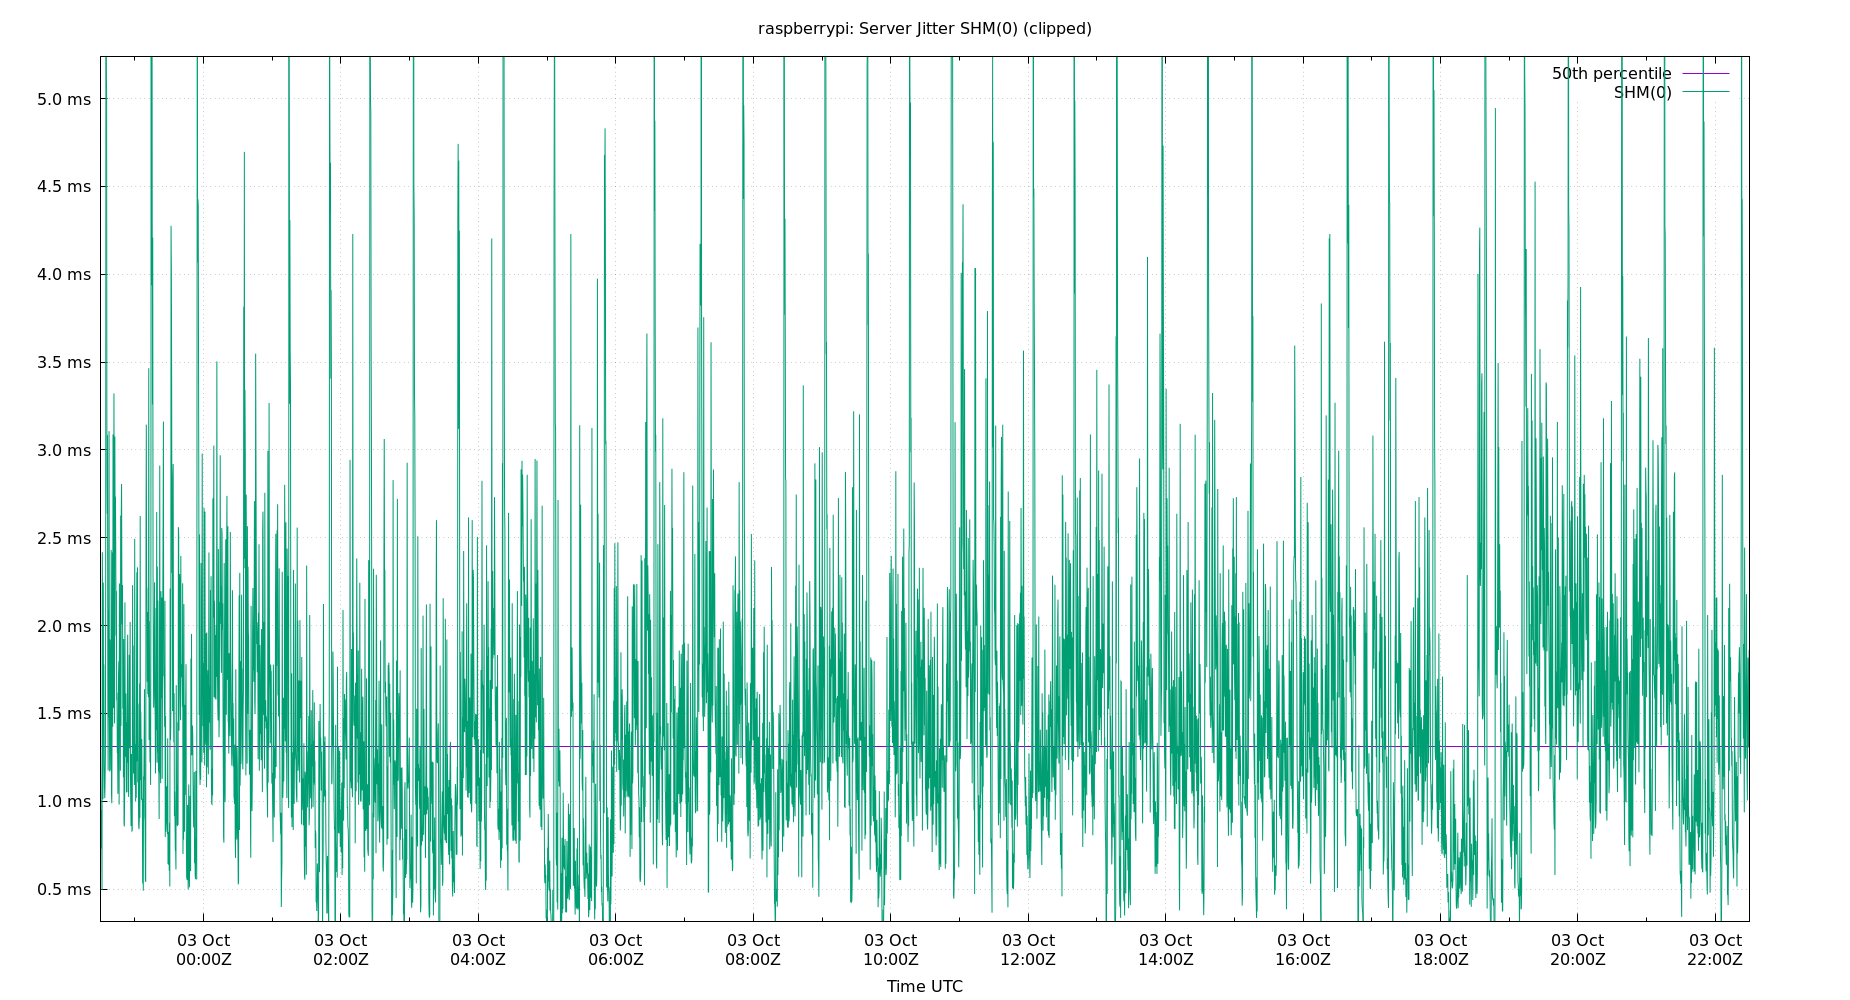 raspberrypi: Server Jitter SHM(0) (clipped)
50th percentile
SHM(0)
5.0 ms
4.5 ms
4.0 ms
3.5 ms
3.0 ms
2.5 ms
2.0 ms
1.5 ms
1.0 ms
0.5 ms
03 Oct 03 Oct 03 Oct 03 Oct 03 Oct 03 Oct 03 Oct 03 Oct 03 Oct 03 Oct 03 Oct 03 Oct
00:00Z 02:00Z 04:00Z 06:00Z 08:00Z 10:00Z 12:00Z 14:00Z 16:00Z 18:00Z 20:00Z 22:00Z
Time UTC